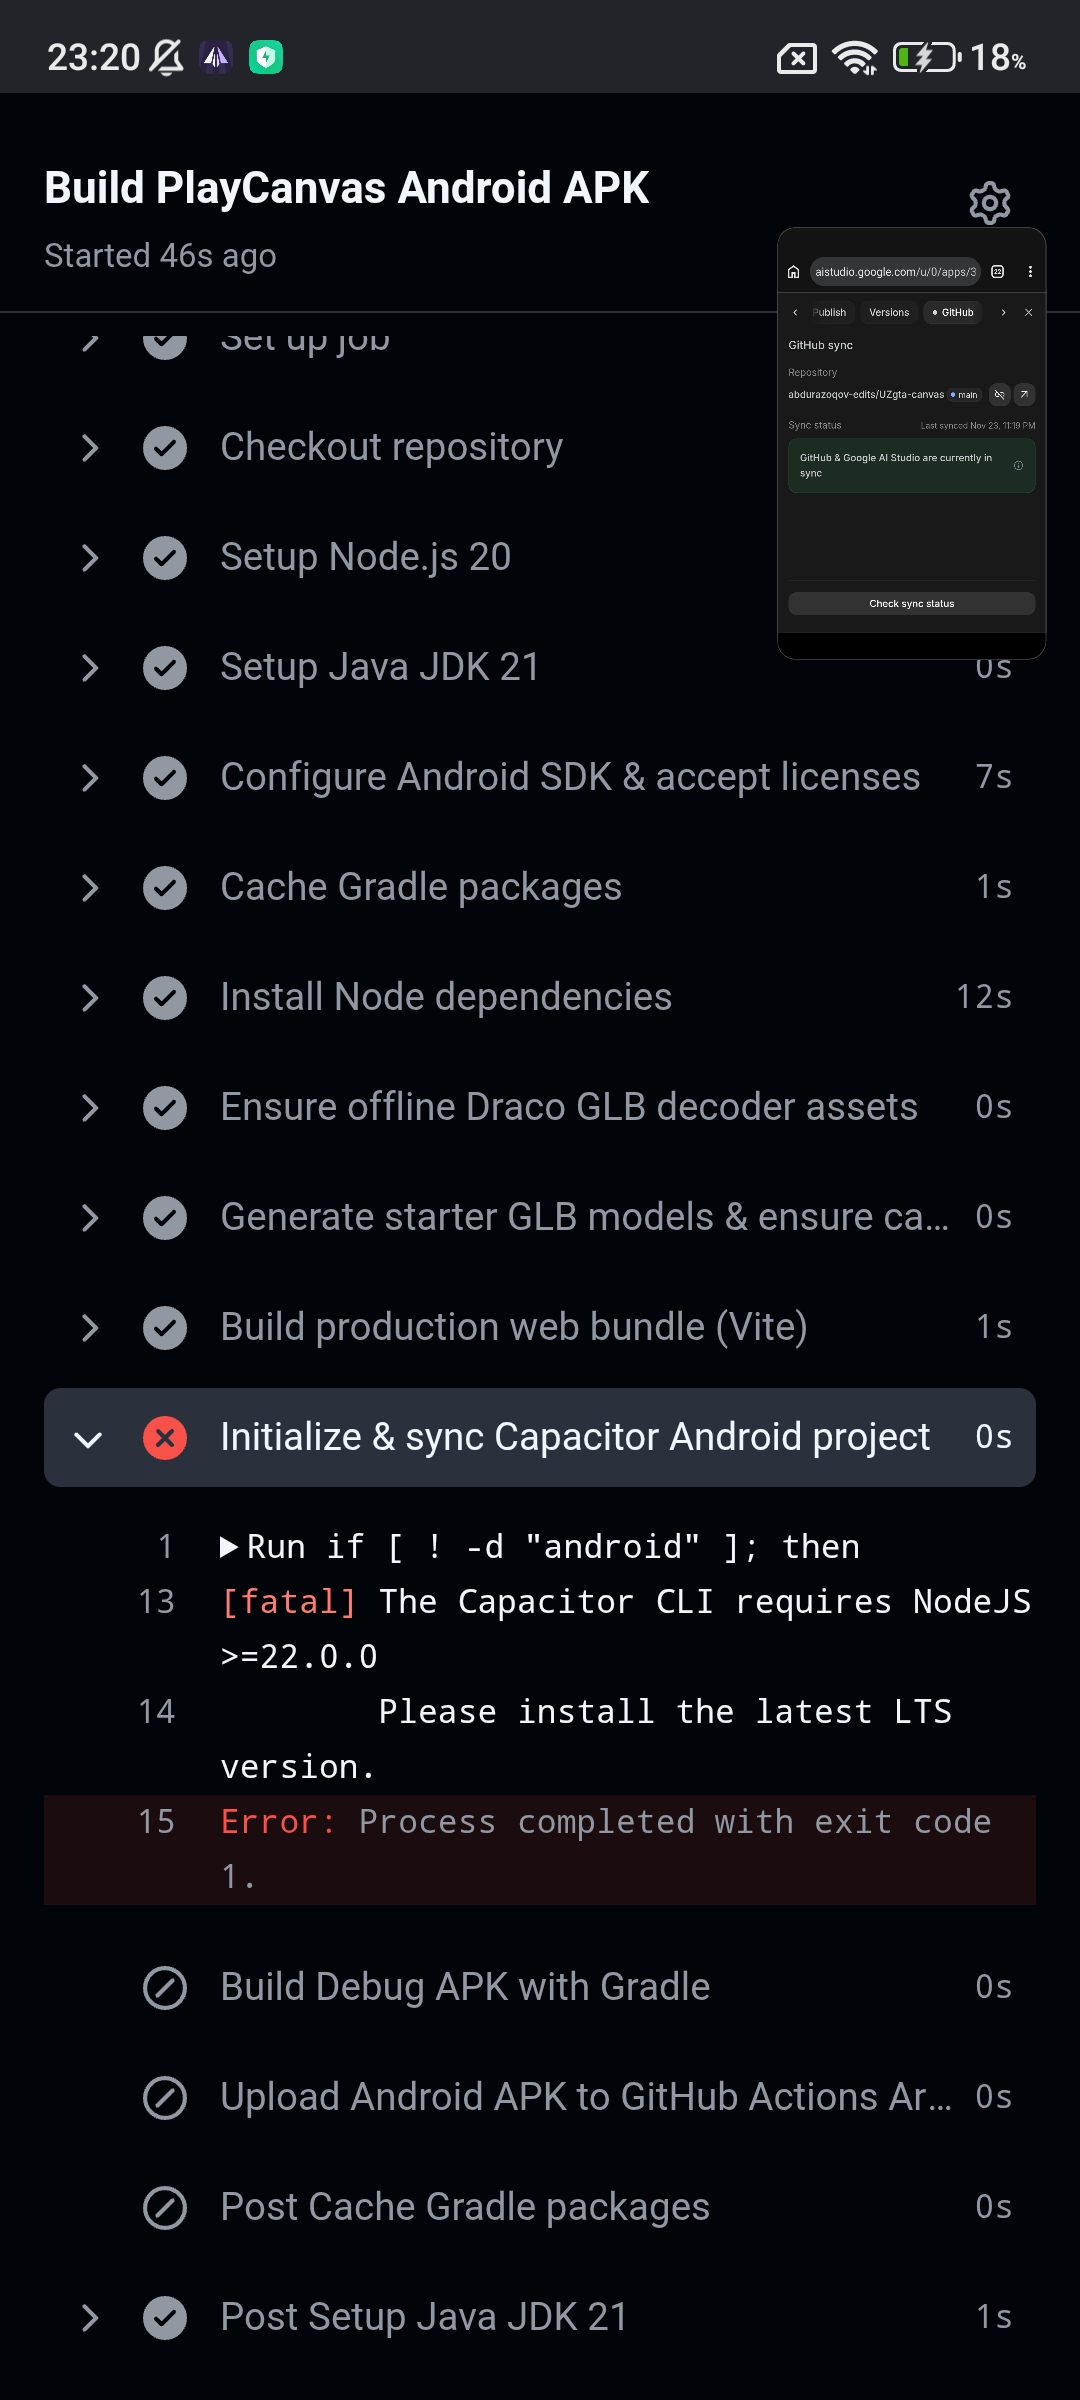 23:20
18%
Build PlayCanvas Android APK
Started 46s ago
aistudio.google.com/u/0/apps/3
22
Publish
Versions
GitHub
GitHub sync
Repository
abdurazoqov-edits/UZgta-canvas
main
Sync status
Last synced Nov 23, 11:19 PM
GitHub & Google AI Studio are currently in
sync
Check sync status
Set up job
Checkout repository
Setup Node.js 20
Setup Java JDK 21
0s
Configure Android SDK & accept licenses
7s
Cache Gradle packages
1s
Install Node dependencies
12s
Ensure offline Draco GLB decoder assets
0s
Generate starter GLB models & ensure ca...
0s
Build production web bundle (Vite)
1s
Initialize & sync Capacitor Android project
0s
1 Run if [ ! -d "android" ]; then
13 [fatal] The Capacitor CLI requires NodeJS
>=22.0.0
14 Please install the latest LTS
version.
15 Error: Process completed with exit code
1.
Build Debug APK with Gradle
0s
Upload Android APK to GitHub Actions Ar...
0s
Post Cache Gradle packages
0s
Post Setup Java JDK 21
1s